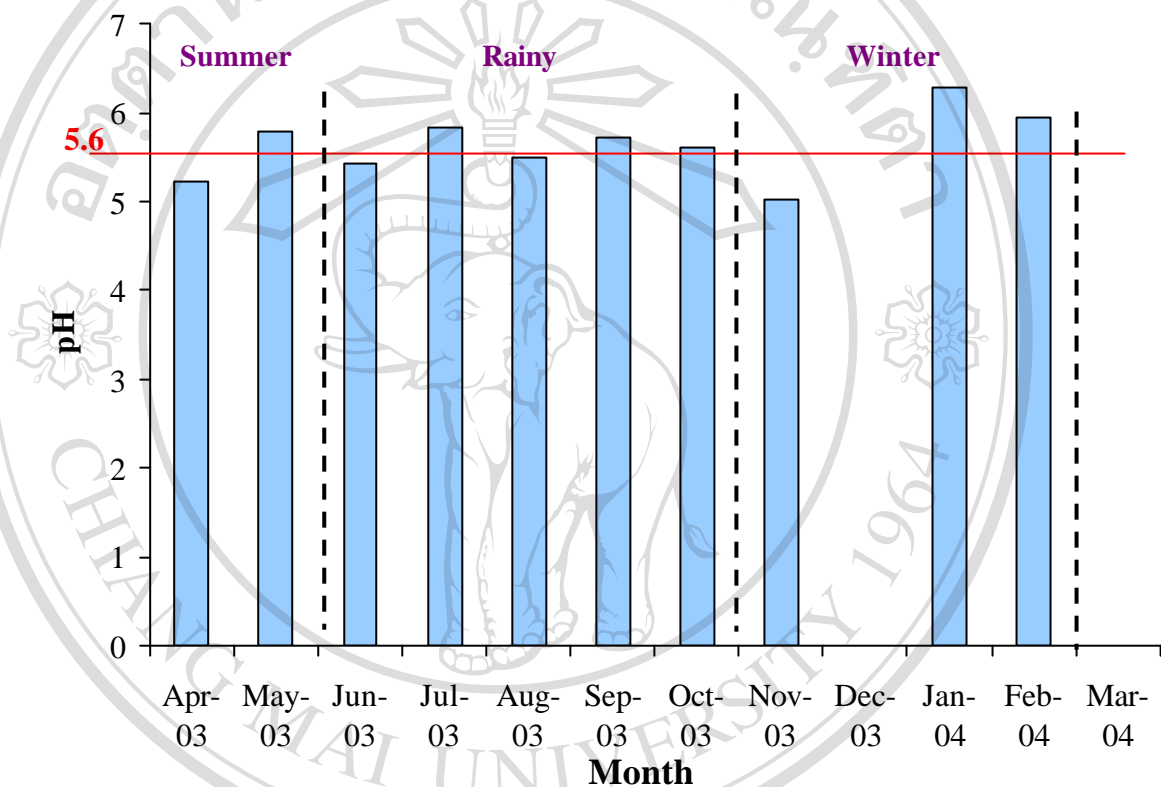 7
Summer Rainy Winter
6
5.6
5
4
pH
3
2
1
0
Apr-03 May-03 Jun-03 Jul-03 Aug-03 Sep-03 Oct-03 Nov-03 Dec-03 Jan-04 Feb-04 Mar-04
Month
CHIANG MAI UNIVERSITY 1964